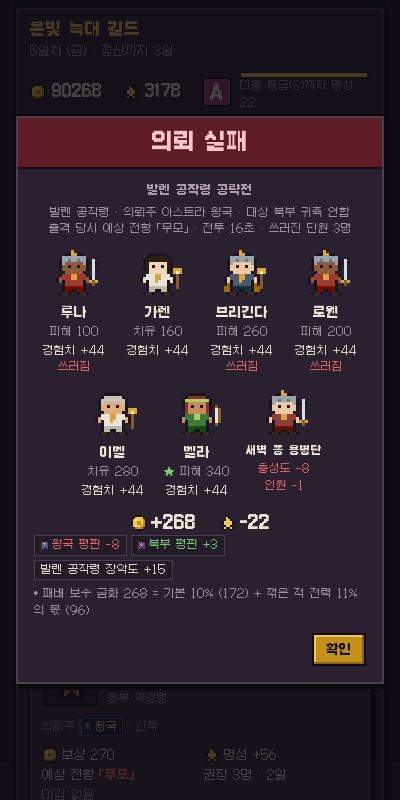 은빛 늑대 길드
5일차 (금) · 정산까지 3일
90268 3178 A 다음 등급(S)까지 명성 22
의뢰 실패
발렌 공작령 공략전
발렌 공작령 · 의뢰주 아스트라 왕국 · 대상 북부 귀족 연합
출격 당시 예상 전황 「무모」 · 전투 16초 · 쓰러진 단원 3명
루나 가렌 브리긴다 로웬
피해 100 치유 160 피해 260 피해 200
경험치 +44 경험치 +44 경험치 +44 경험치 +44
쓰러짐 쓰러짐 쓰러짐
이벨 벨라 새벽 종 용병단
치유 280 ★ 피해 340 충성도 -8
경험치 +44 경험치 +44 인원 -1
+268 -22
왕국 평판 -8 북부 평판 +3
발렌 공작령 장악도 +15
• 패배 보수 금화 268 = 기본 10% (172) + 꺾은 적 전력 11%
의 몫 (96)
확인
동부 국경령
의뢰주 왕국 · 신적
보상 270 명성 +56
예상 전황 「무모」 권장 3명 · 2일
마감 없음